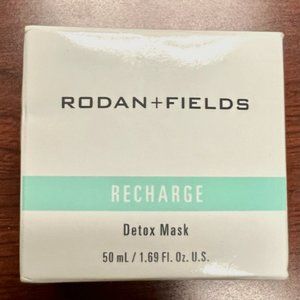 RODAN+FIELDS
RECHARGE
Detox Mask
50 mL / 1.69 Fl. Oz. U.S.